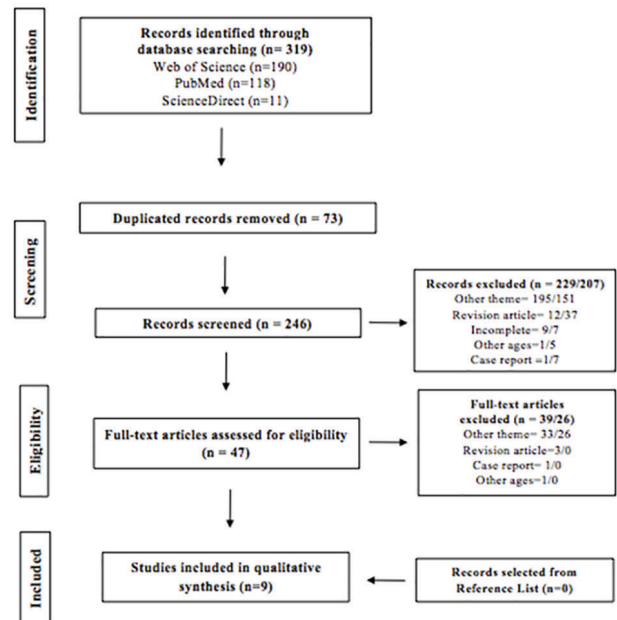 Identification
Records identified through
database searching (n= 319)
Web of Science (n=190)
PubMed (n=118)
ScienceDirect (n=11)
Screening
Duplicated records removed (n = 73)
Records screened (n = 246)
Records excluded (n = 229/207)
Other theme= 195/151
Revision article= 12/37
Incomplete= 9/7
Other ages=1/5
Case report =1/7
Eligibility
Full-text articles assessed for eligibility
(n = 47)
Full-text articles
excluded (n = 39/26)
Other theme= 33/26
Revision article=3/0
Case report= 1/0
Other ages=1/0
Included
Studies included in qualitative
synthesis (n=9)
Records selected from
Reference List (n=0)